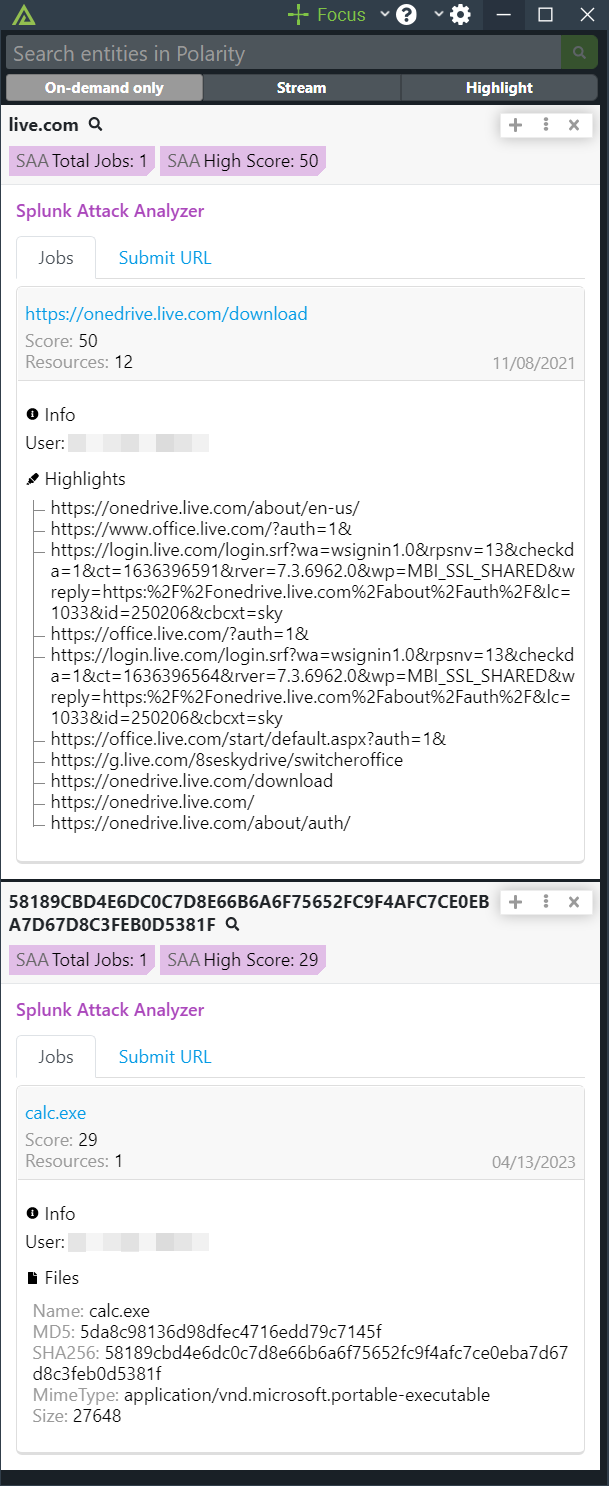 Focus
Search entities in Polarity
On-demand only Stream Highlight
live.com
SAA Total Jobs: 1 SAA High Score: 50
Splunk Attack Analyzer
Jobs Submit URL
https://onedrive.live.com/download
Score: 50
Resources: 12 11/08/2021
Info
User:
Highlights
https://onedrive.live.com/about/en-us/
https://www.office.live.com/?auth=1&
https://login.live.com/login.srf?wa=wsignin1.0&rpsnv=13&checkd
a=1&ct=1636396591&rver=7.3.6962.0&wp=MBI_SSL_SHARED&w
reply=https:%2F%2Fonedrive.live.com%2Fabout%2Fauth%2F&lc=
1033&id=250206&cbcxt=sky
https://office.live.com/?auth=1&
https://login.live.com/login.srf?wa=wsignin1.0&rpsnv=13&checkd
a=1&ct=1636396564&rver=7.3.6962.0&wp=MBI_SSL_SHARED&w
reply=https:%2F%2Fonedrive.live.com%2Fabout%2Fauth%2F&lc=
1033&id=250206&cbcxt=sky
https://office.live.com/start/default.aspx?auth=1&
https://g.live.com/8seskydrive/switcheroffice
https://onedrive.live.com/download
https://onedrive.live.com/
https://onedrive.live.com/about/auth/
58189CBD4E6DC0C7D8E66B6A6F75652FC9F4AFC7CE0EB
A7D67D8C3FEB0D5381F
SAA Total Jobs: 1 SAA High Score: 29
Splunk Attack Analyzer
Jobs Submit URL
calc.exe
Score: 29
Resources: 1 04/13/2023
Info
User:
Files
Name: calc.exe
MD5: 5da8c98136d98dfec4716edd79c7145f
SHA256: 58189cbd4e6dc0c7d8e66b6a6f75652fc9f4afc7ce0eba7d67
d8c3feb0d5381f
MimeType: application/vnd.microsoft.portable-executable
Size: 27648